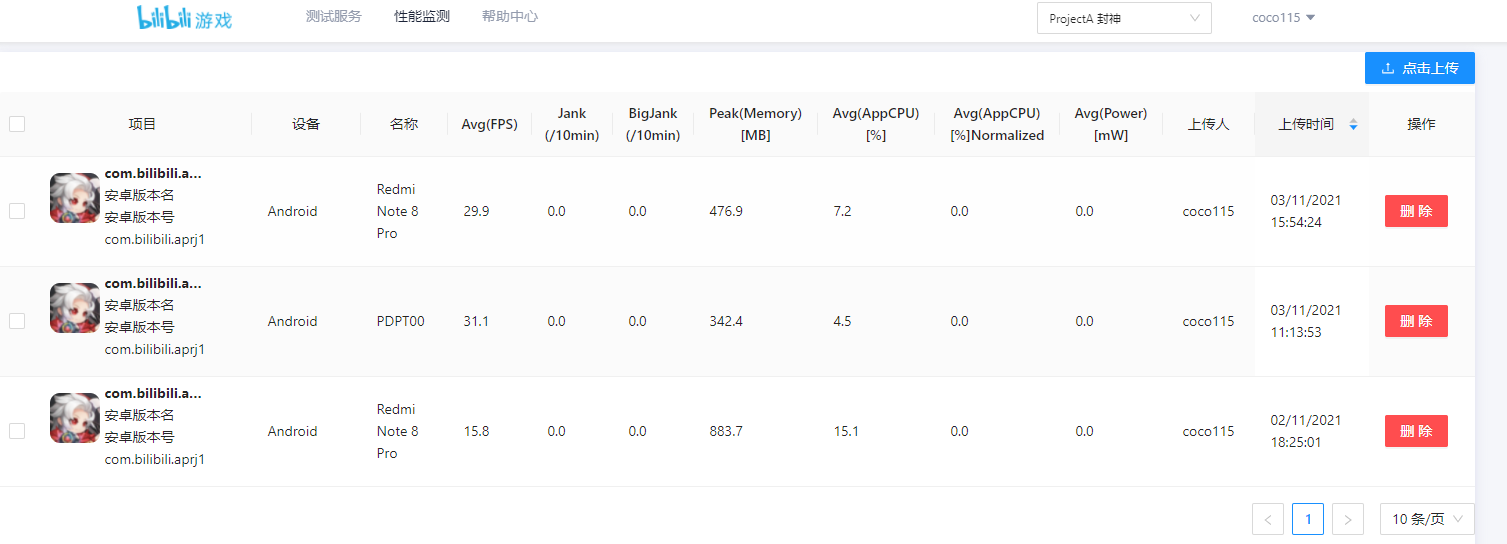 bilibili 游戏
测试服务
性能监测
帮助中心
ProjectA 封神
coco115
点击上传
项目
设备
名称
Avg(FPS)
Jank
(/10min)
BigJank
(/10min)
Peak(Memory)
[MB]
Avg(AppCPU)
[%]
Avg(AppCPU)
[%]Normalized
Avg(Power)
[mW]
上传人
上传时间
操作
com.bilibili.a...
安卓版本名
安卓版本号
com.bilibili.aprj1
Android
Redmi
Note 8
Pro
29.9
0.0
0.0
476.9
7.2
0.0
0.0
coco115
03/11/2021
15:54:24
删 除
com.bilibili.a...
安卓版本名
安卓版本号
com.bilibili.aprj1
Android
PDPT00
31.1
0.0
0.0
342.4
4.5
0.0
0.0
coco115
03/11/2021
11:13:53
删 除
com.bilibili.a...
安卓版本名
安卓版本号
com.bilibili.aprj1
Android
Redmi
Note 8
Pro
15.8
0.0
0.0
883.7
15.1
0.0
0.0
coco115
02/11/2021
18:25:01
删 除
<
1
>
10 条/页